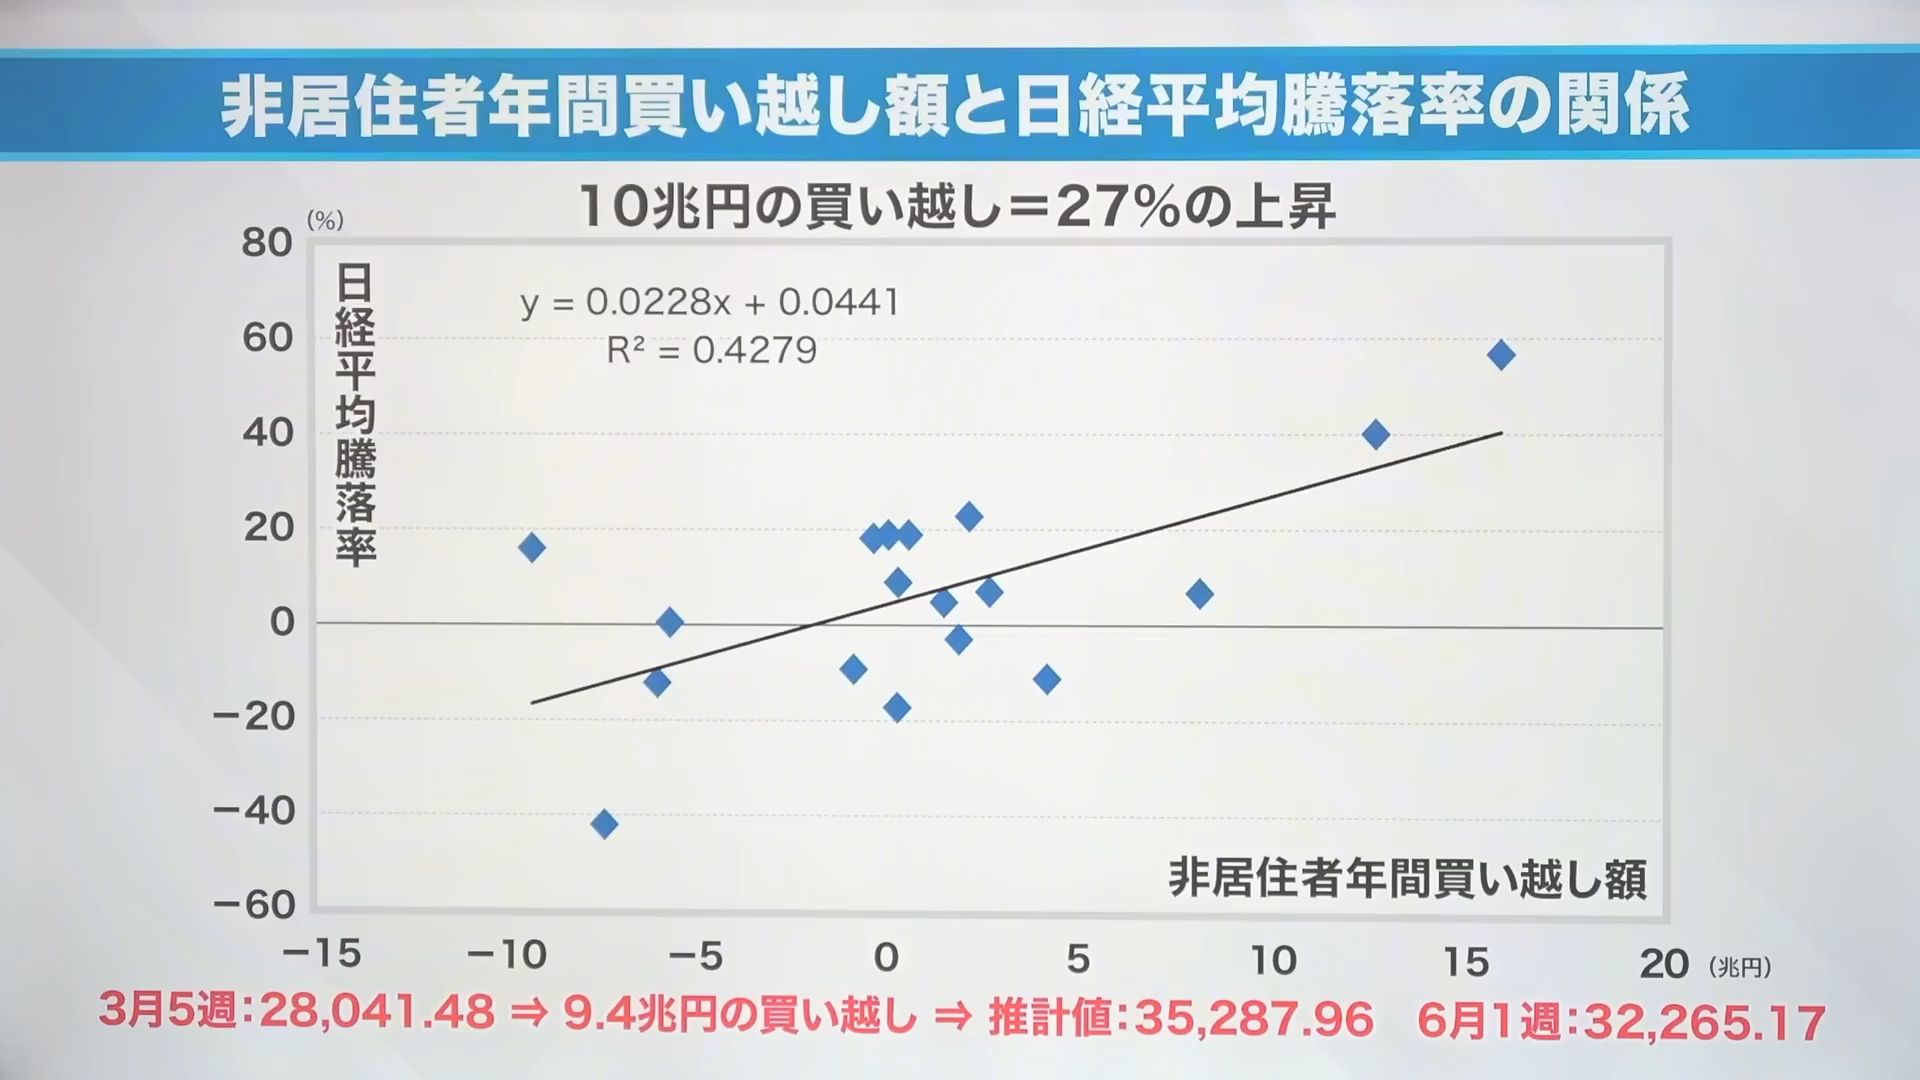 非居住者年間買い越し額と日経平均騰落率の関係
10兆円の買い越し＝27%の上昇
(%)
80
60
40
20
0
−20
−40
−60
日経平均騰落率
y = 0.0228x + 0.0441
R² = 0.4279
非居住者年間買い越し額
−15 −10 −5 0 5 10 15 20 (兆円)
3月5週:28,041.48 ⇒ 9.4兆円の買い越し ⇒ 推計値:35,287.96 6月1週:32,265.17